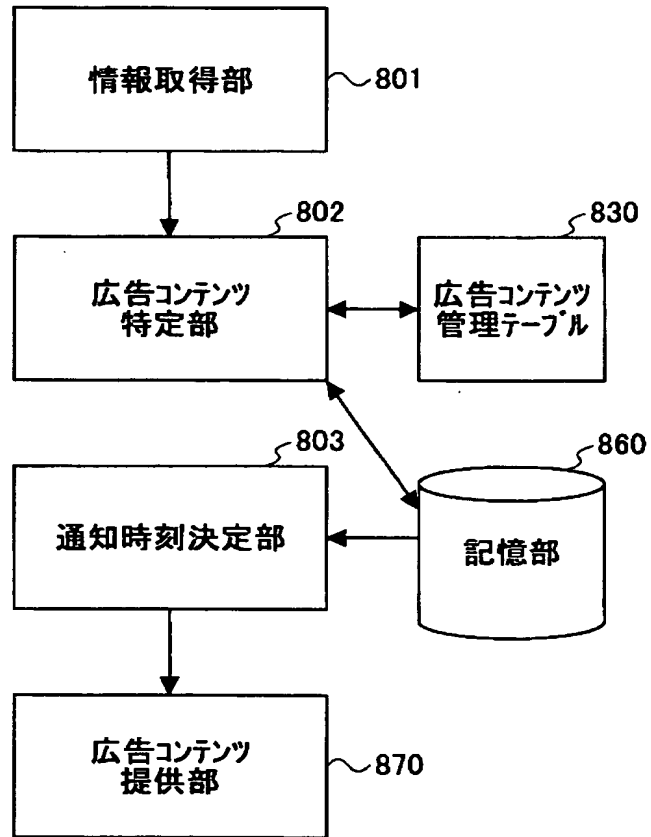 情報取得部
801
802
830
広告コンテンツ
特定部
広告コンテンツ
管理テーブル
803
860
通知時刻決定部
記憶部
広告コンテンツ
提供部
870